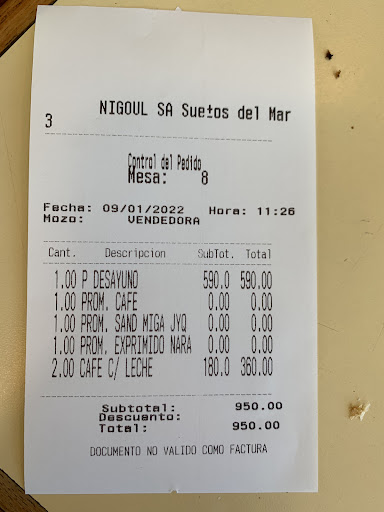 NIGOUL SA Sue±os del Mar
3
Control del Pedido
Mesa: 8
Fecha: 09/01/2022 Hora: 11:26
Mozo: VENDEDORA
Cant. Descripcion SubTot. Total
1.00 P DESAYUNO 590.0 590.00
1.00 PROM. CAFE 0.00 0.00
1.00 PROM. SAND MIGA JYQ 0.00 0.00
1.00 PROM. EXPRIMIDO NARA 0.00 0.00
2.00 CAFE C/ LECHE 180.0 360.00
Subtotal: 950.00
Descuento:
Total: 950.00
DOCUMENTO NO VALIDO COMO FACTURA